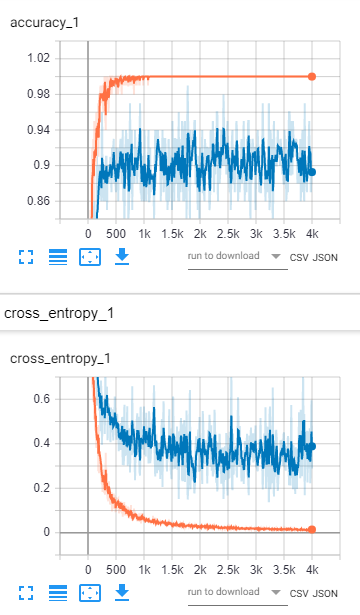 accuracy_1
1.02
0.98
0.94
0.9
0.86
0 500 1k 1.5k 2k 2.5k 3k 3.5k 4k
run to download CSV JSON
cross_entropy_1
cross_entropy_1
0.6
0.4
0.2
0
0 500 1k 1.5k 2k 2.5k 3k 3.5k 4k
run to download CSV JSON